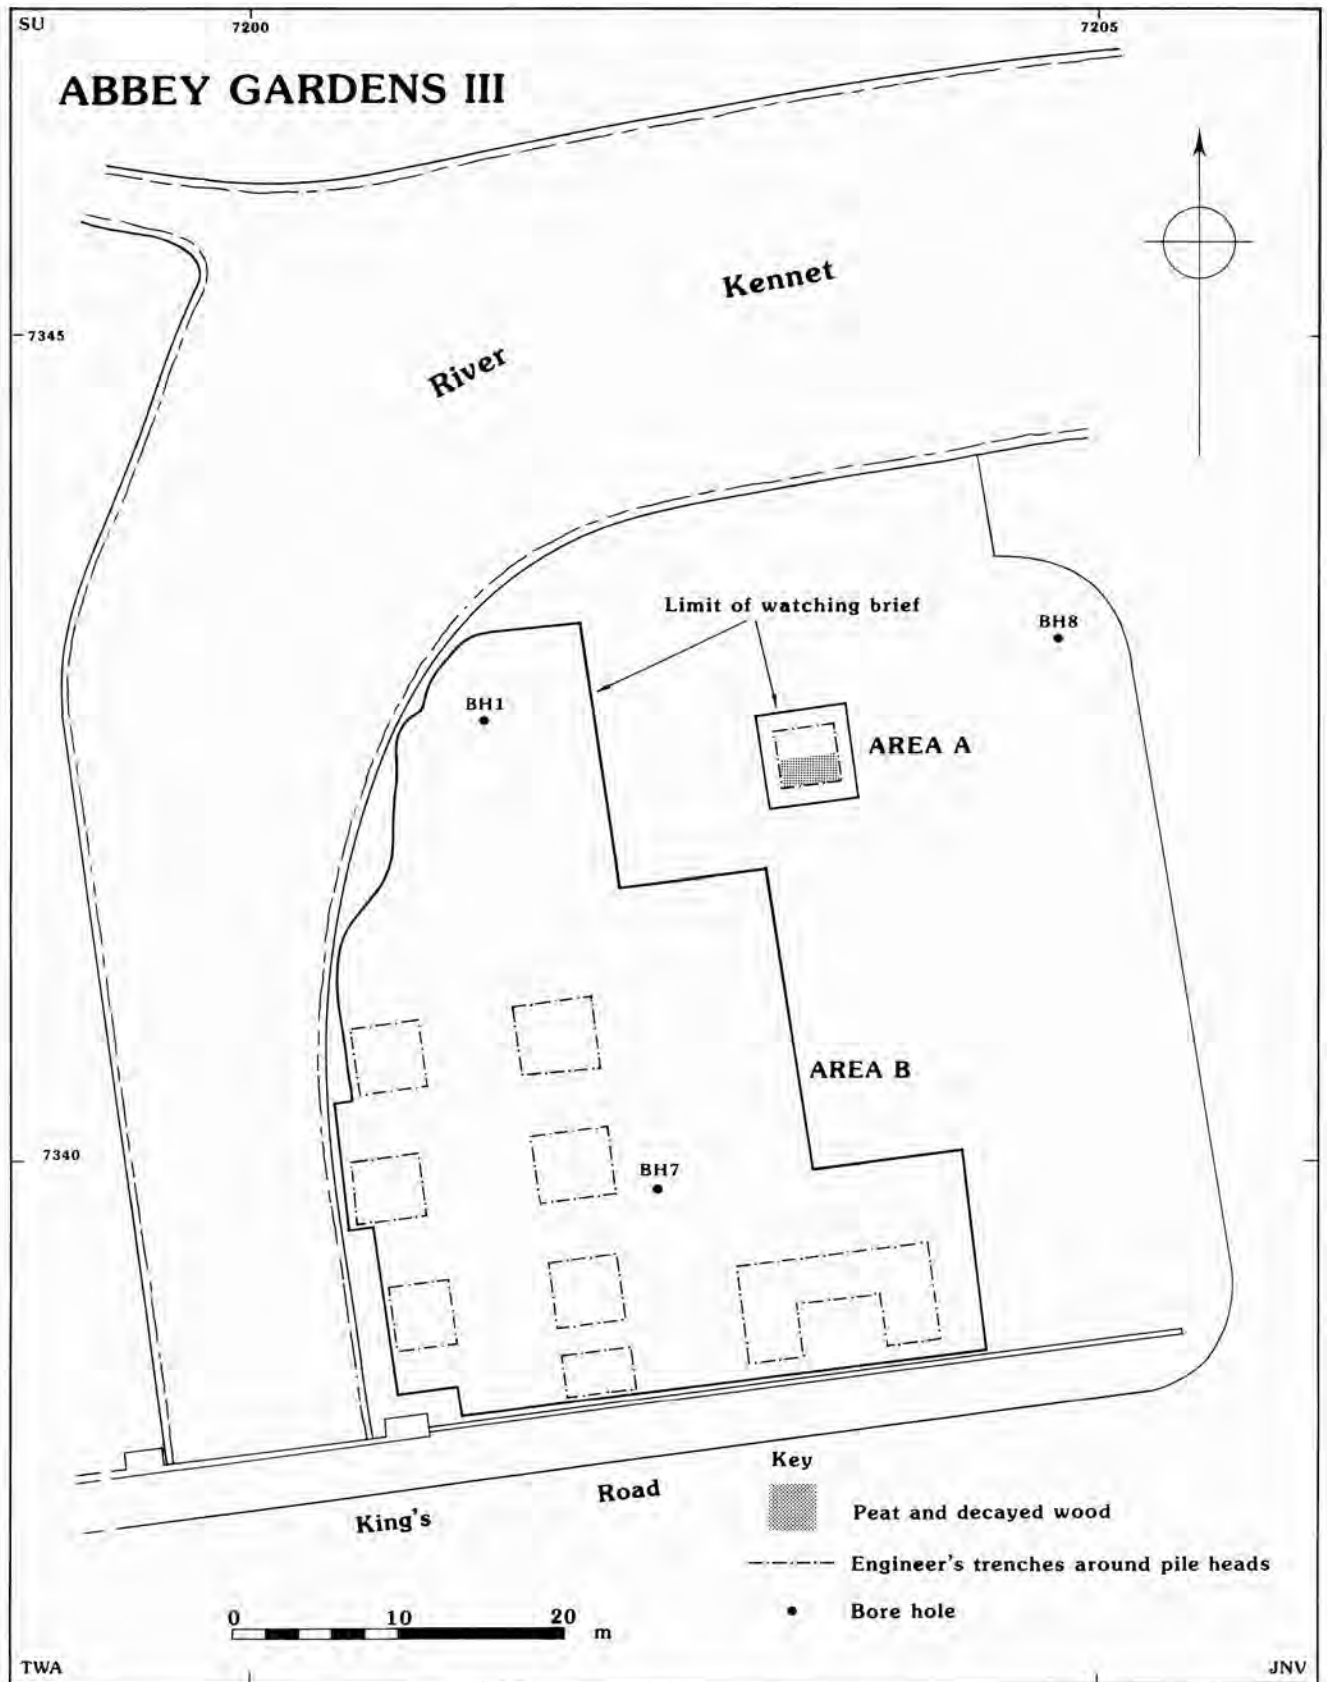 SU
7200
7205
ABBEY GARDENS III
Kennet
7345
River
Limit of watching brief
BH8
BH1
AREA A
AREA B
7340
BH7
Key
Road
King's
Peat and decayed wood
Engineer's trenches around pile heads
Bore hole
0 10 20 m
TWA
JNV